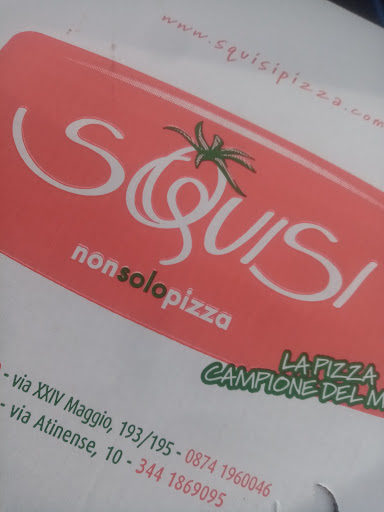 www.squisipizza.com
SQUISI
nonsolopizza
LA PIZZA
CAMPIONE DEL M
- via XXIV Maggio, 193/195 - 0874 1960046
- via Atinense, 10 - 344 1869095